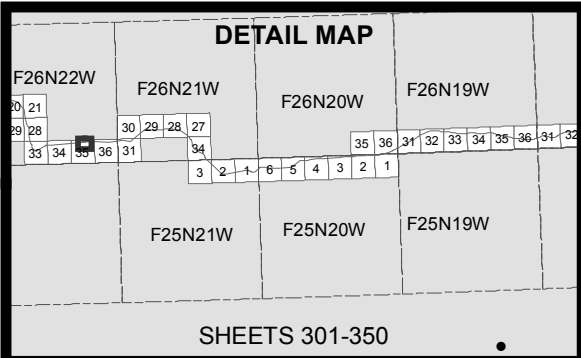 DETAIL MAP
F26N22W
F26N21W
F26N20W
F26N19W
20 21
29 28
33 34 35 36 31
30 29 28 27
34
3 2 1 6 5 4 3 2 1
35 36 31 32 33 34 35 36 31 32
F25N21W
F25N20W
F25N19W
SHEETS 301-350